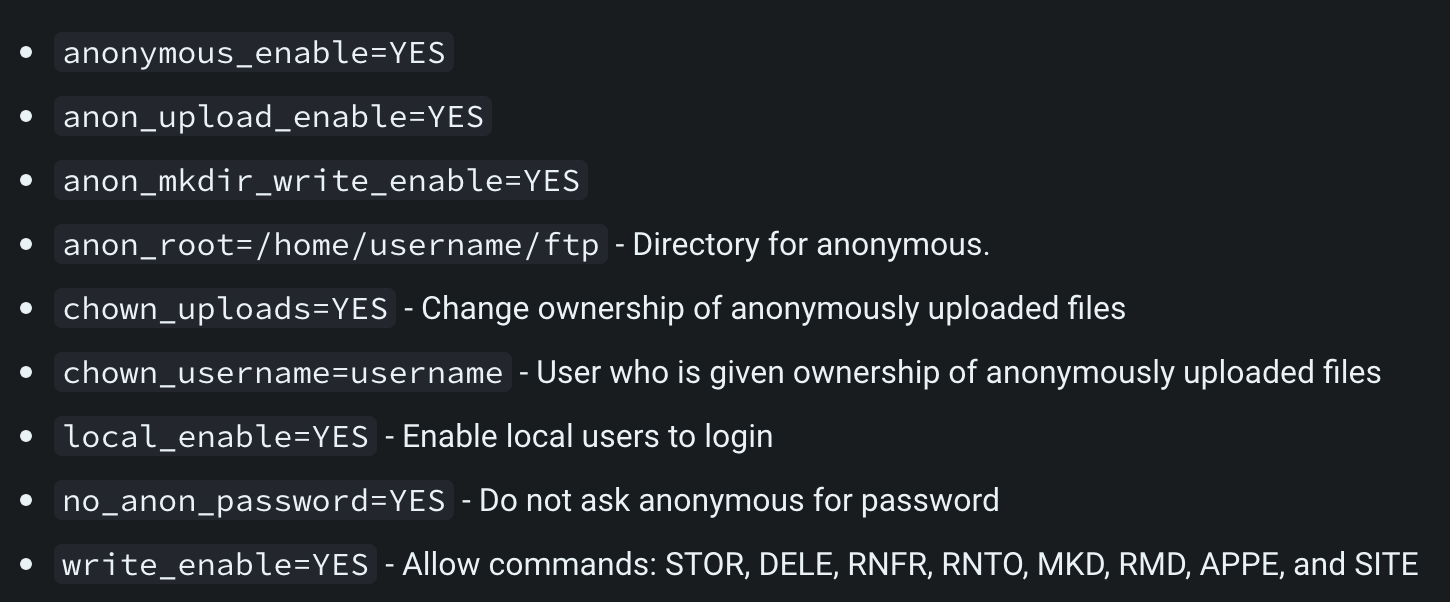 anonymous_enable=YES
anon_upload_enable=YES
anon_mkdir_write_enable=YES
anon_root=/home/username/ftp - Directory for anonymous.
chown_uploads=YES - Change ownership of anonymously uploaded files
chown_username=username - User who is given ownership of anonymously uploaded files
local_enable=YES - Enable local users to login
no_anon_password=YES - Do not ask anonymous for password
write_enable=YES - Allow commands: STOR, DELE, RNFR, RNTO, MKD, RMD, APPE, and SITE